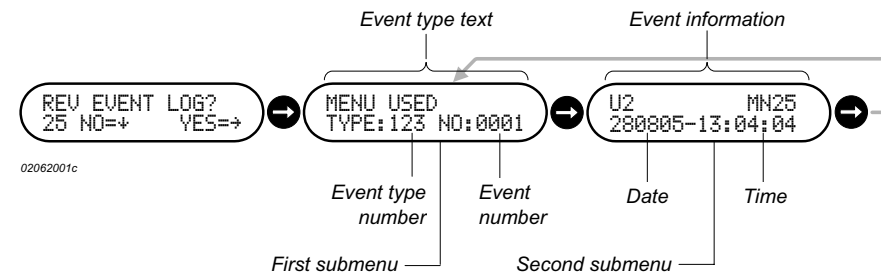 Event type text
Event information
REV EVENT LOG?
25 NO=↓ YES=→
MENU USED
TYPE:123 NO:0001
U2 MN25
280805-13:04:04
02062001c
Event type
number
Event
number
Date
Time
First submenu
Second submenu